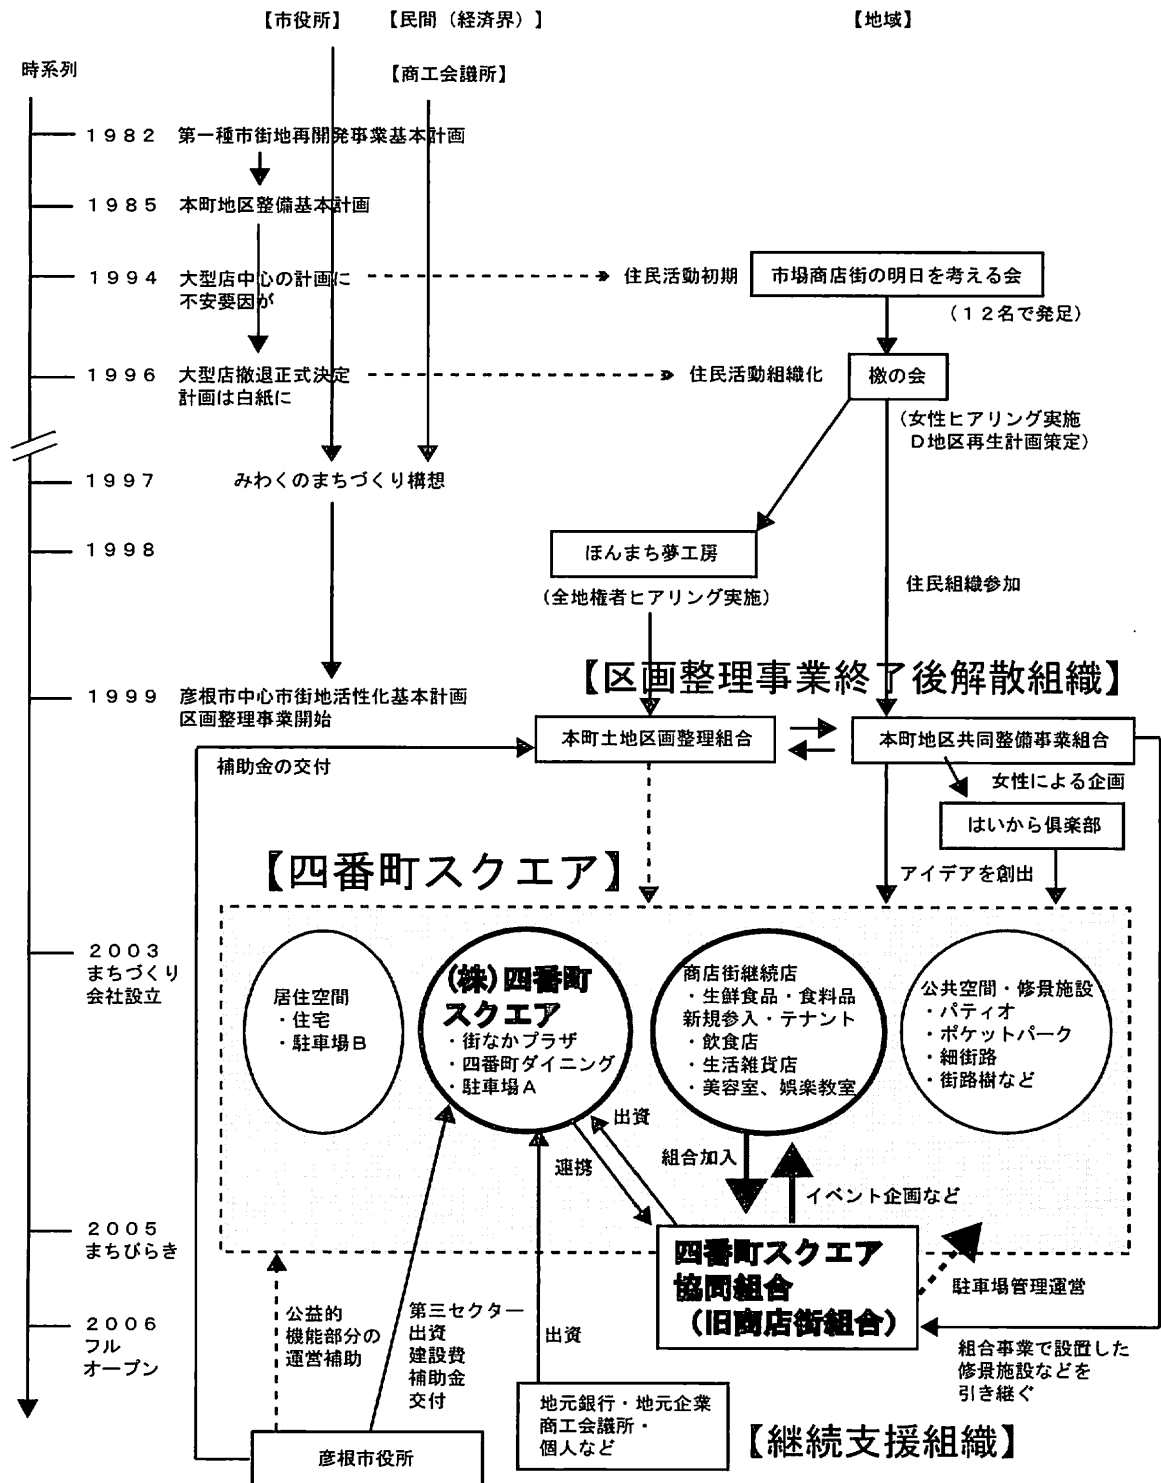 【市役所】
【民間（経済界）】
【地域】
時系列
【商工会議所】
１９８２　第一種市街地再開発事業基本計画
１９８５　本町地区整備基本計画
１９９４　大型店中心の計画に
不安要因が
住民活動初期
市場商店街の明日を考える会
（１２名で発足）
１９９６　大型店撤退正式決定
計画は白紙に
住民活動組織化
檄の会
（女性ヒアリング実施
Ｄ地区再生計画策定）
１９９７
みわくのまちづくり構想
１９９８
ほんまち夢工房
（全地権者ヒアリング実施）
住民組織参加
【区画整理事業終了後解散組織】
１９９９　彦根市中心市街地活性化基本計画
区画整理事業開始
本町土地区画整理組合
本町地区共同整備事業組合
補助金の交付
女性による企画
はいから倶楽部
【四番町スクエア】
アイデアを創出
２００３
まちづくり
会社設立
居住空間
・住宅
・駐車場Ｂ
（株）四番町
スクエア
・街なかプラザ
・四番町ダイニング
・駐車場Ａ
商店街継続店
・生鮮食品・食料品
新規参入・テナント
・飲食店
・生活雑貨店
・美容室、娯楽教室
公共空間・修景施設
・パティオ
・ポケットパーク
・細街路
・街路樹など
出資
連携
組合加入
イベント企画など
２００５
まちびらき
四番町スクエア
協同組合
（旧商店街組合）
駐車場管理運営
２００６
フル
オープン
公益的
機能部分の
運営補助
第三セクター
出資
建設費
補助金
交付
出資
組合事業で設置した
修景施設などを
引き継ぐ
地元銀行・地元企業
商工会議所・
個人など
【継続支援組織】
彦根市役所